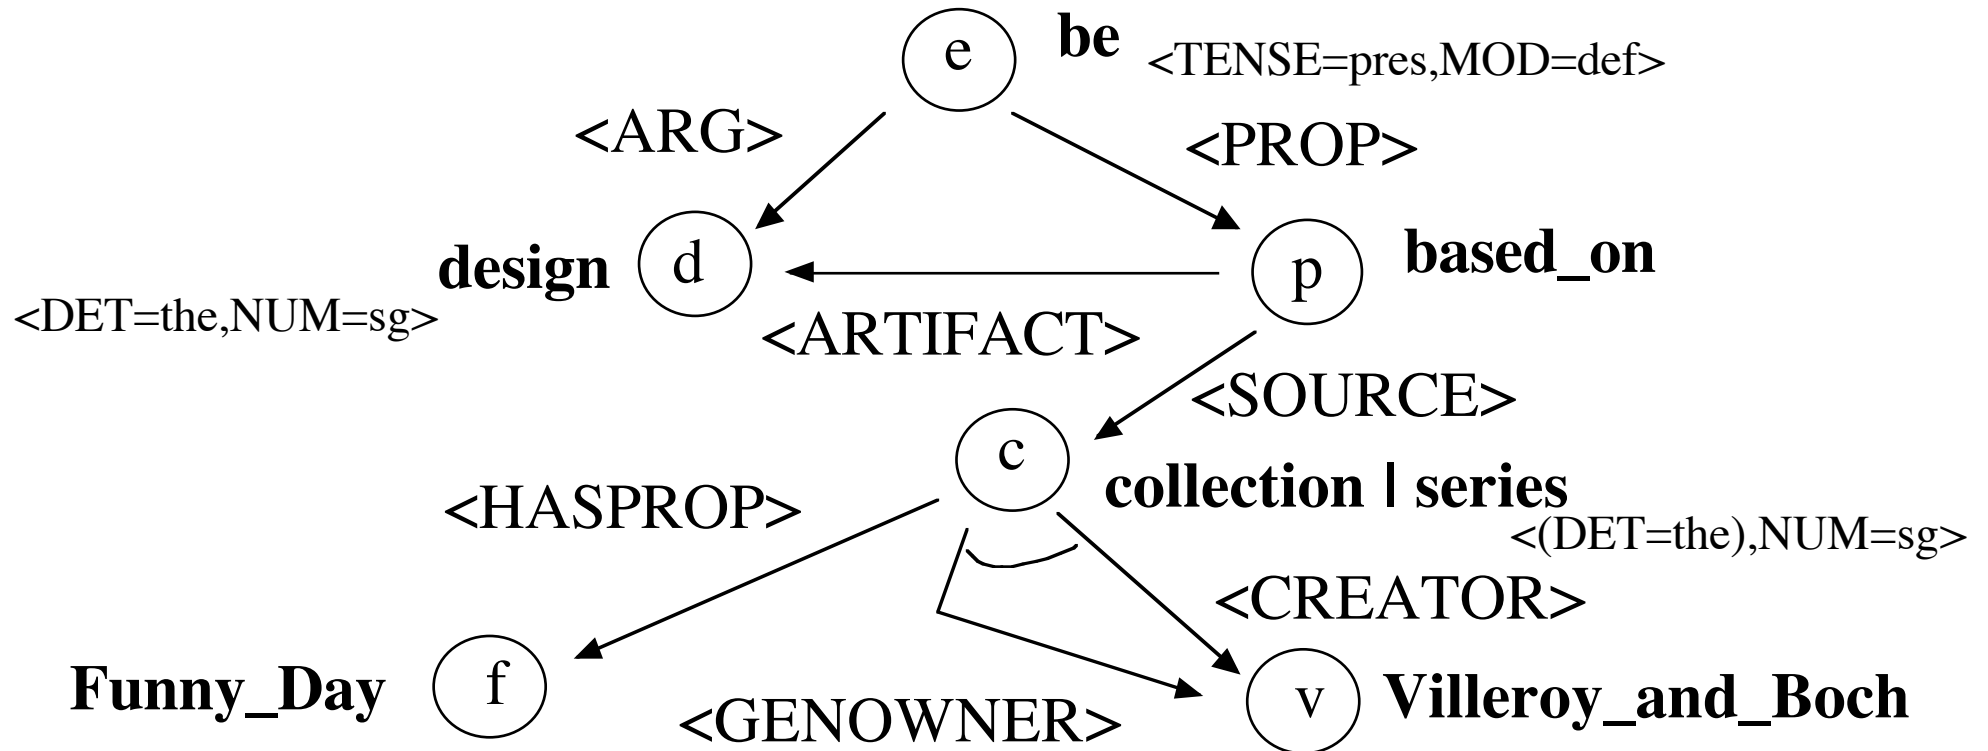 e be <TENSE=pres,MOD=def>
<ARG> <PROP>
design d p based_on
<DET=the,NUM=sg> <ARTIFACT>
<SOURCE>
c
<HASPROP> collection | series
<(DET=the),NUM=sg>
<CREATOR>
Funny_Day f v Villeroy_and_Boch
<GENOWNER>